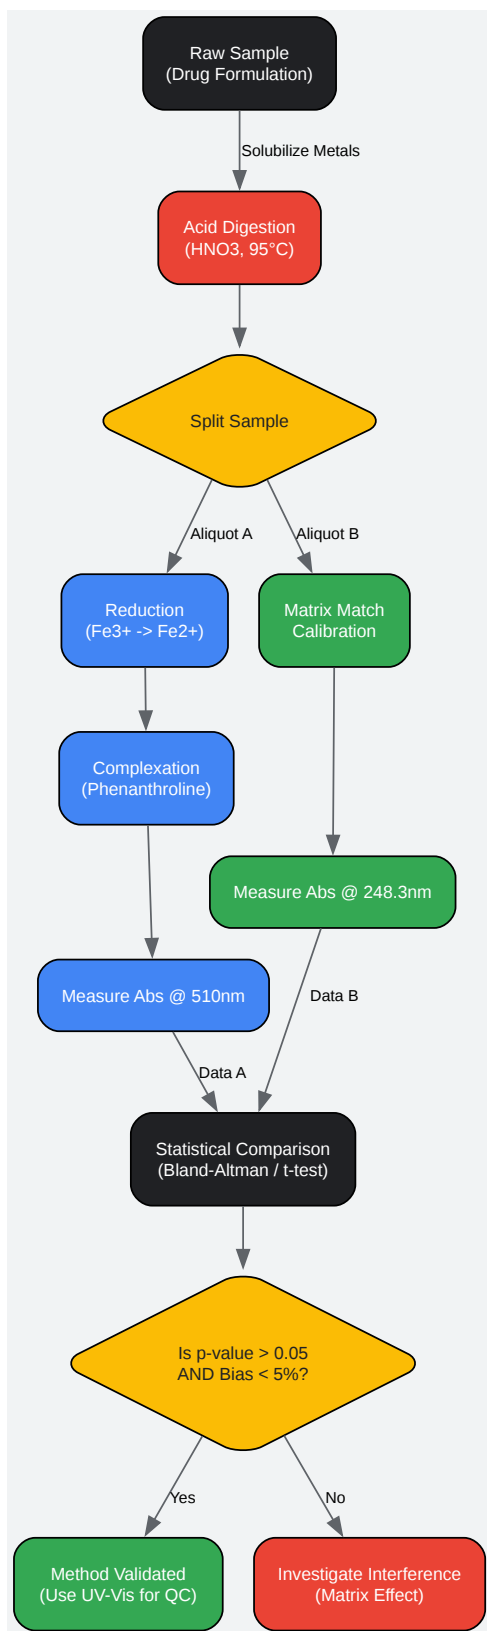 Raw Sample
(Drug Formulation)
Solubilize Metals
Acid Digestion
(HNO3, 95°C)
Split Sample
Aliquot A
Aliquot B
Reduction
(Fe3+ -> Fe2+)
Matrix Match
Calibration
Complexation
(Phenanthroline)
Measure Abs @ 248.3nm
Measure Abs @ 510nm
Data B
Data A
Statistical Comparison
(Bland-Altman / t-test)
Is p-value > 0.05
AND Bias < 5%?
Yes
No
Method Validated
(Use UV-Vis for QC)
Investigate Interference
(Matrix Effect)